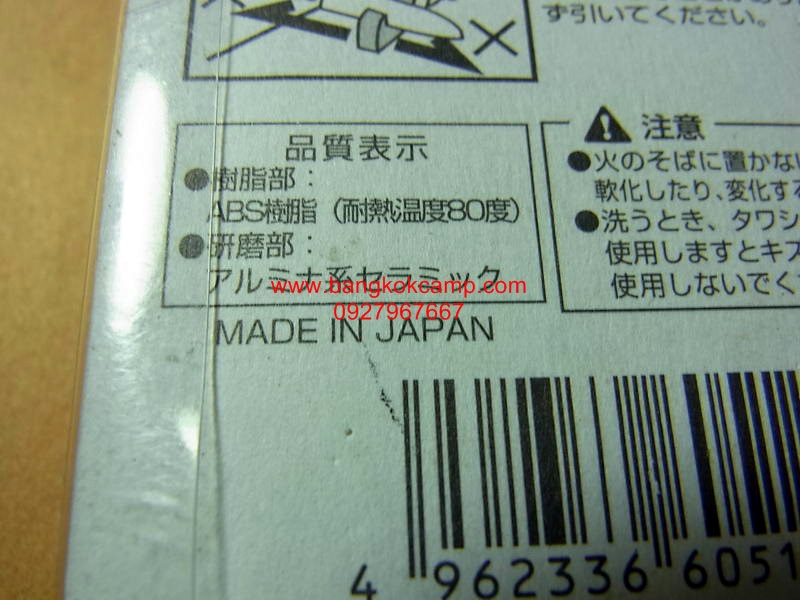 ず引いてください。
品質表示
●樹脂部：
ABS樹脂（耐熱温度80度）
●研磨部：
アルミナ系セラミック
www.bangkokcamp.com
0927967667
MADE IN JAPAN
注意
●火のそばに置かない
軟化したり、変化する
●洗うとき、タワシ
使用しますとキズ
使用しないでく
4 962336 6051